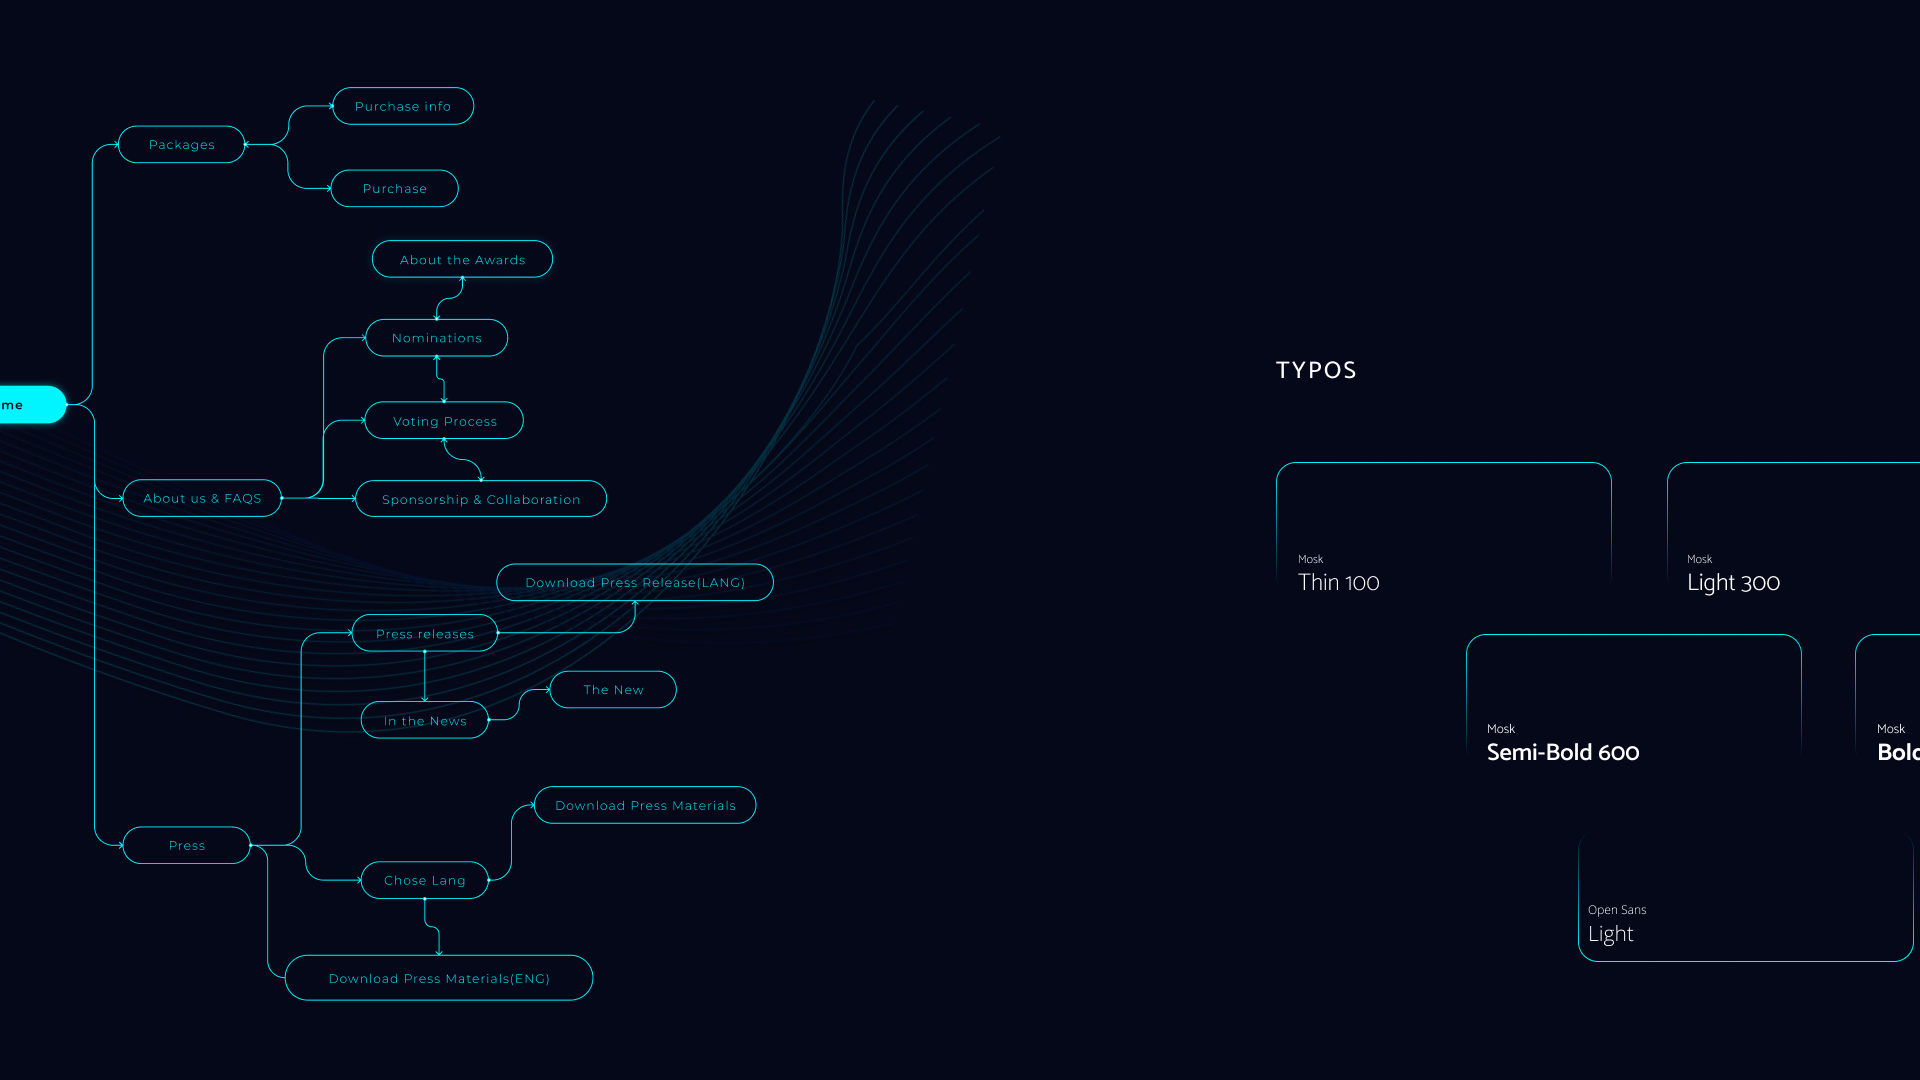 Purchase info
Packages
Purchase
About the Awards
Nominations
me
Voting Process
About us & FAQS
Sponsorship & Collaboration
Download Press Release(LANG)
Press releases
The New
In the News
Download Press Materials
Press
Chose Lang
Download Press Materials(ENG)
TYPOS
Mosk
Thin 100
Mosk
Light 300
Mosk
Semi-Bold 600
Mosk
Bold
Open Sans
Light